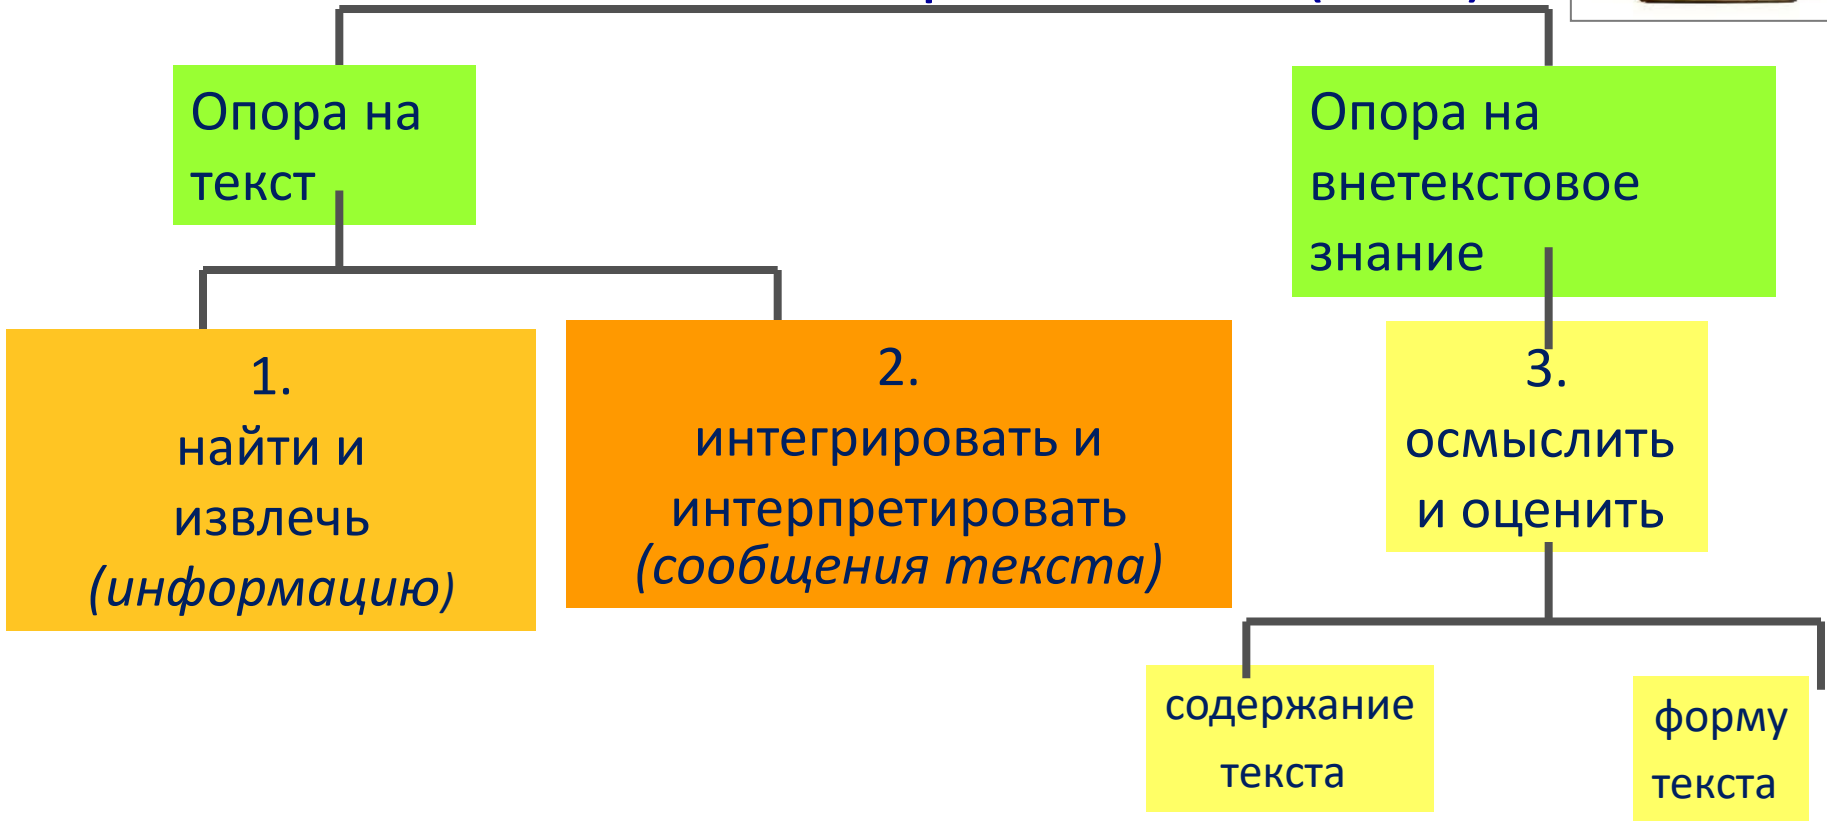 Опора на
текст
Опора на
внетекстовое
знание
1.
найти и
извлечь
(информацию)
2.
интегрировать и
интерпретировать
(сообщения текста)
3.
осмыслить
и оценить
содержание
текста
форму
текста